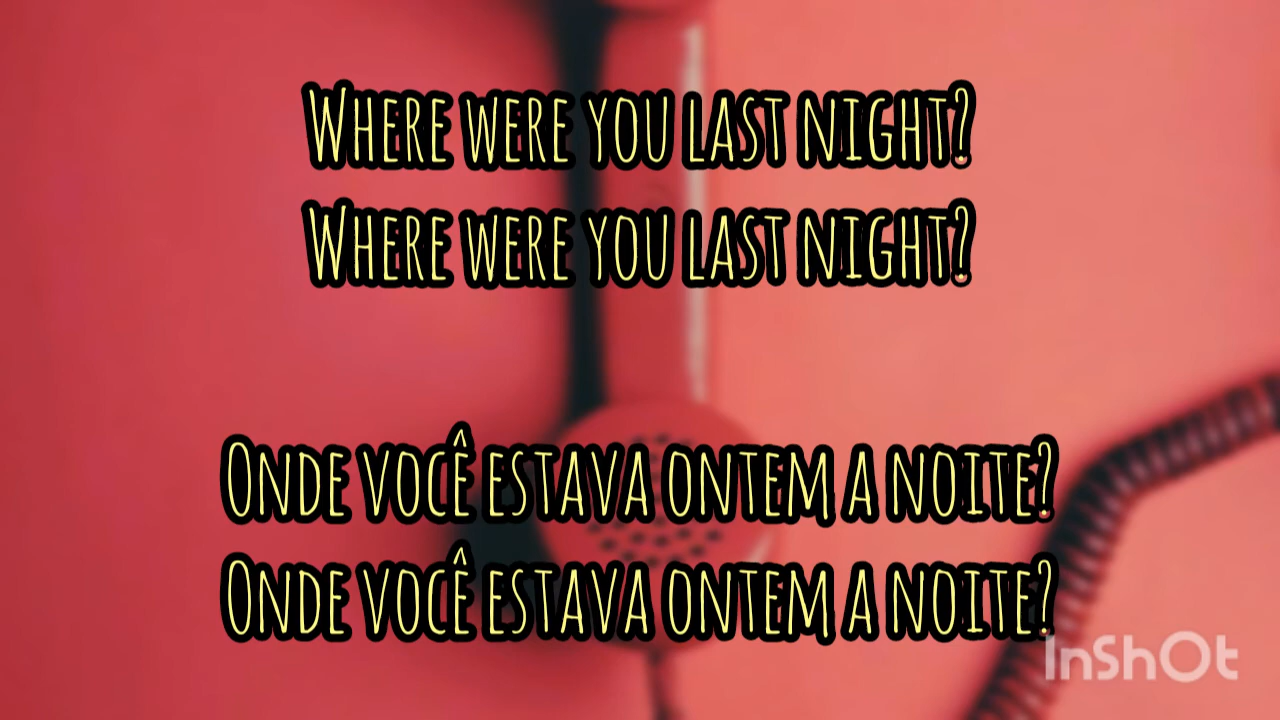 Where were you last night?
Where were you last night?
Onde você estava ontem a noite?
Onde você estava ontem a noite?
InShOt